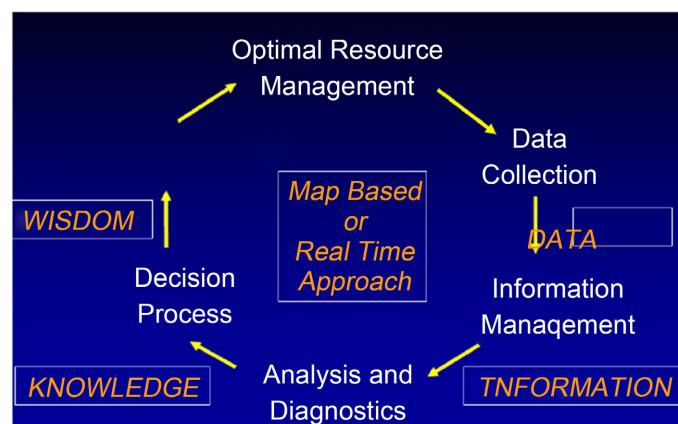 Optimal Resource
Management
Data
Collection
DATA
Information
Manaqement
TNFORMATION
Analysis and
Diagnostics
KNOWLEDGE
Decision
Process
WISDOM
Map Based
or
Real Time
Approach